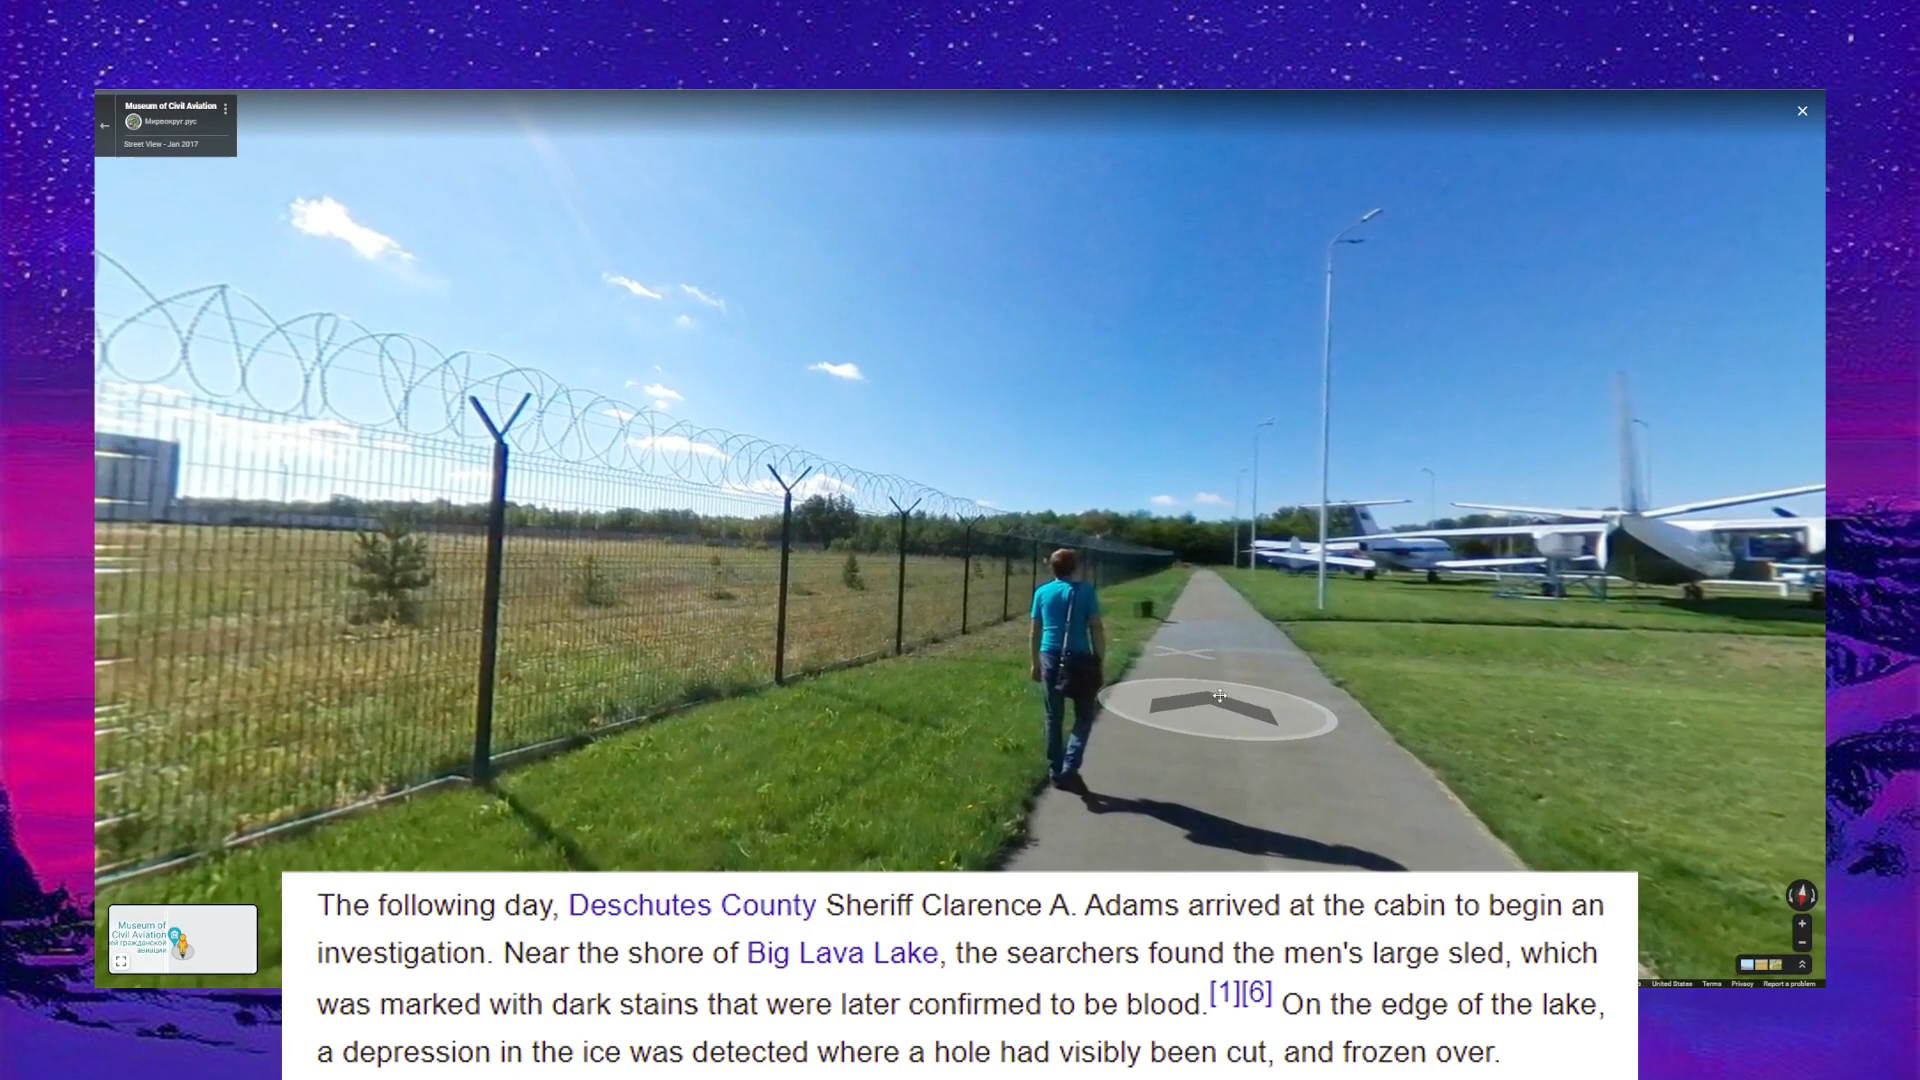 Museum of Civil Aviation
Мирвокруг.рус
Street View - Jan 2017
Museum of
Civil Aviation
ей гражданской
авиации
The following day, Deschutes County Sheriff Clarence A. Adams arrived at the cabin to begin an
investigation. Near the shore of Big Lava Lake, the searchers found the men's large sled, which
was marked with dark stains that were later confirmed to be blood.[1][6] On the edge of the lake,
a depression in the ice was detected where a hole had visibly been cut, and frozen over.
United States Terms Privacy Report a problem